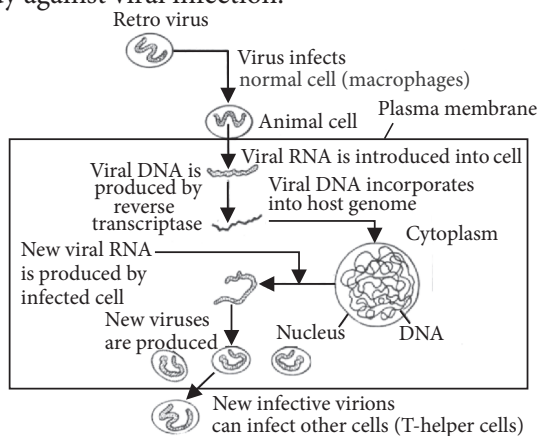 y against viral infection.
Retro virus
Virus infects
normal cell (macrophages)
Plasma membrane
Animal cell
Viral RNA is introduced into cell
Viral DNA is
produced by
reverse
transcriptase
Viral DNA incorporates
into host genome
Cytoplasm
New viral RNA
is produced by
infected cell
New viruses
are produced
Nucleus
DNA
New infective virions
can infect other cells (T-helper cells)